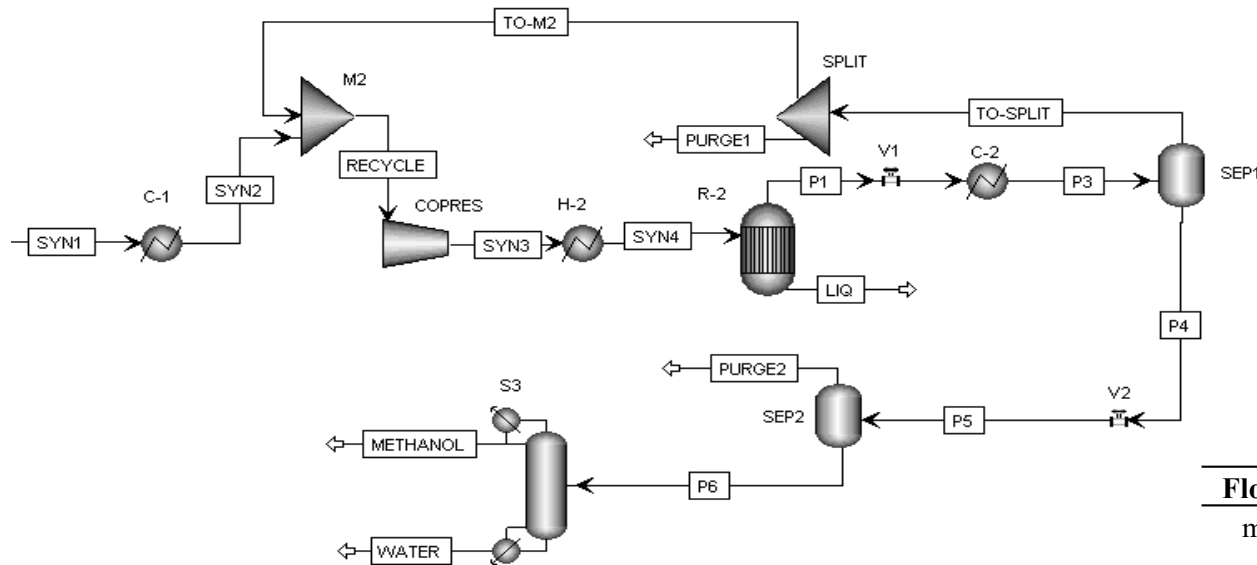 TO-M2
M2
SPLIT
TO-SPLIT
PURGE1
V1
C-2
RECYCLE
P1
P3
SEP1
SYN2
C-1
R-2
COPRES
H-2
SYN1
SYN3
SYN4
LIQ
P4
PURGE2
S3
V2
SEP2
METHANOL
P5
P6
Flo
m
WATER